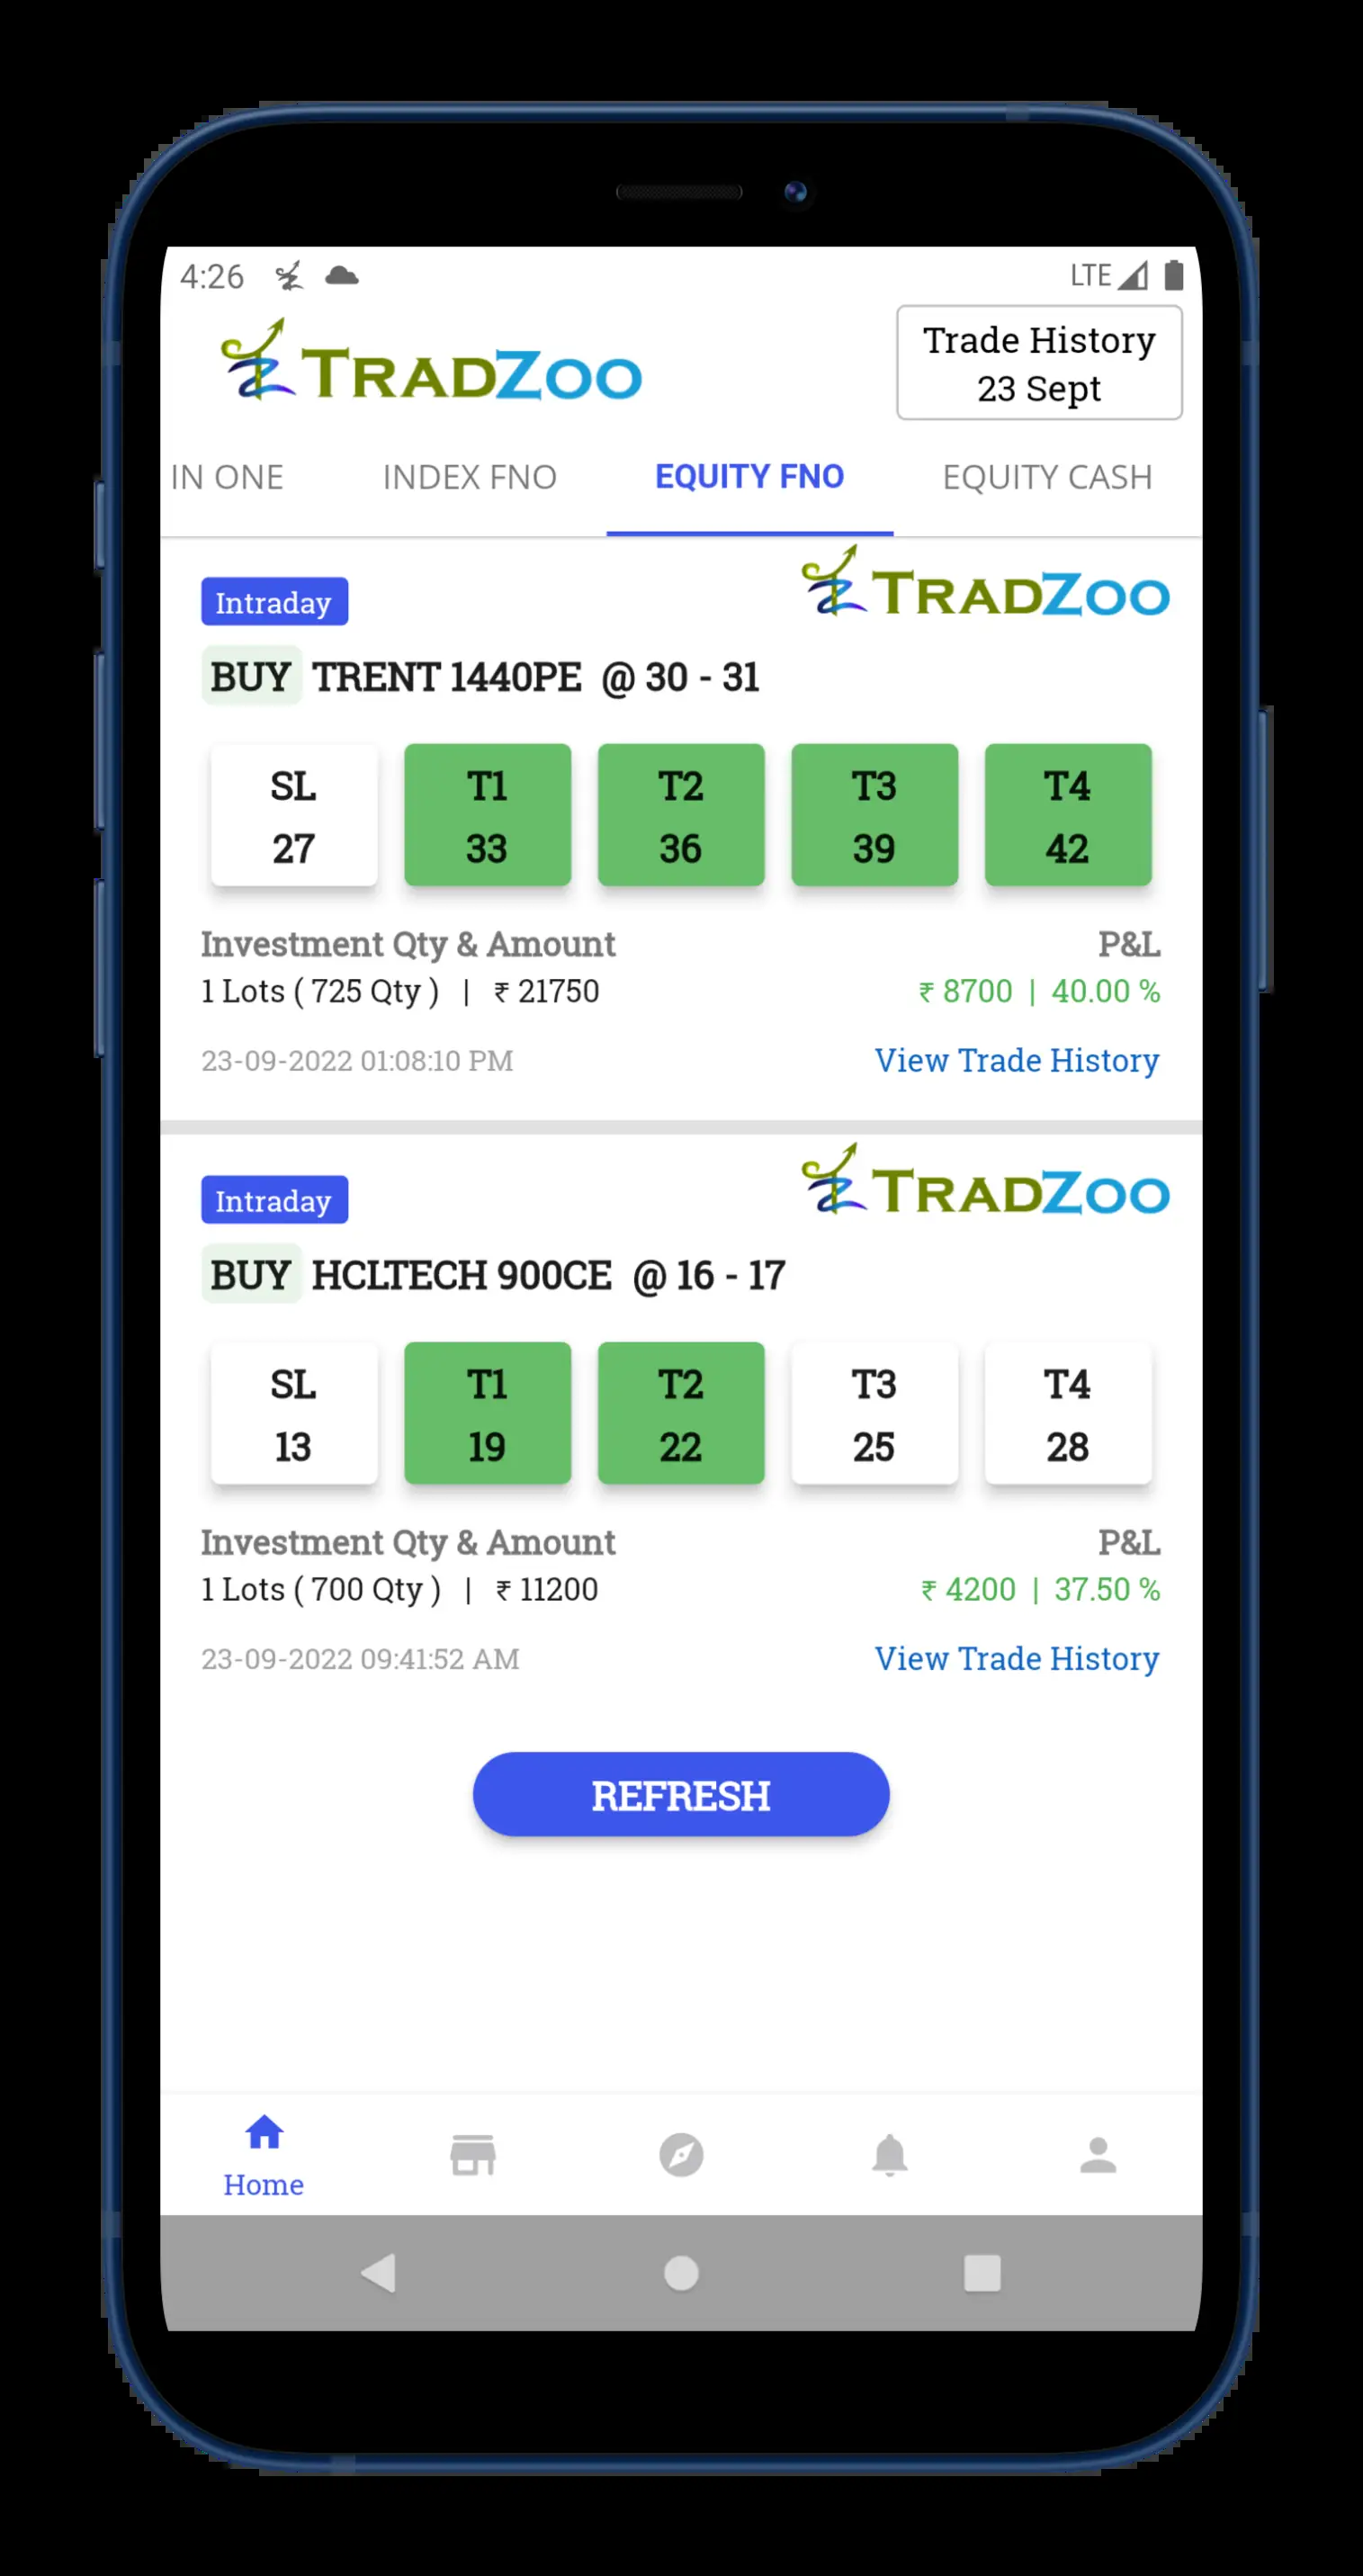 4:26 LTE
TRADZOO
Trade History
23 Sept
IN ONE INDEX FNO EQUITY FNO EQUITY CASH
Intraday TRADZOO
BUY TRENT 1440PE @ 30 - 31
SL T1 T2 T3 T4
27 33 36 39 42
Investment Qty & Amount P&L
1 Lots ( 725 Qty ) | ₹ 21750 ₹ 8700 | 40.00 %
23-09-2022 01:08:10 PM View Trade History
Intraday TRADZOO
BUY HCLTECH 900CE @ 16 - 17
SL T1 T2 T3 T4
13 19 22 25 28
Investment Qty & Amount P&L
1 Lots ( 700 Qty ) | ₹ 11200 ₹ 4200 | 37.50 %
23-09-2022 09:41:52 AM View Trade History
REFRESH
Home